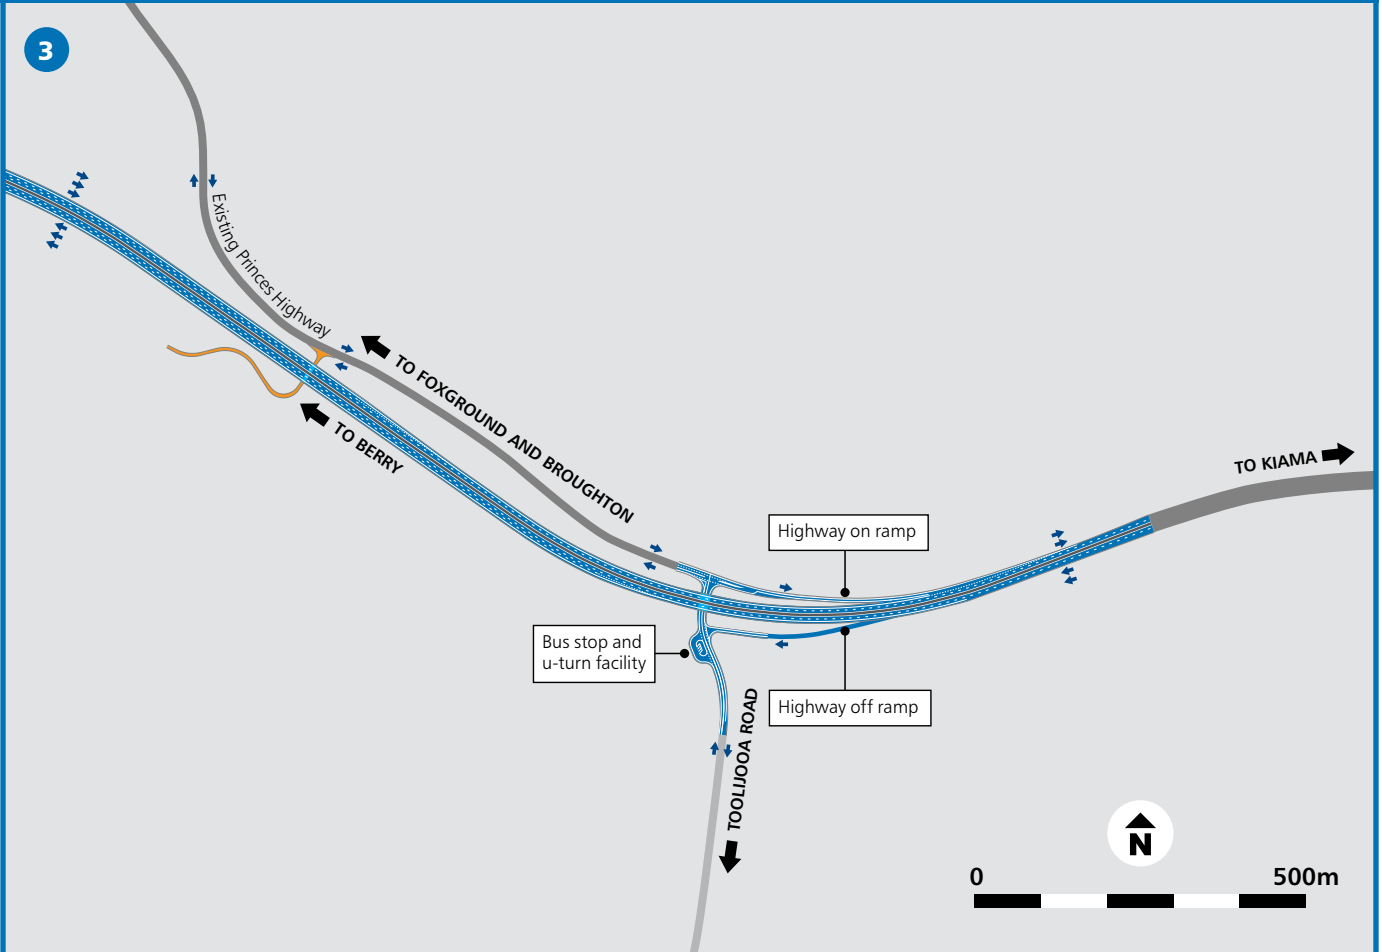 3
Existing Princes Highway
TO FOXGROUND AND BROUGHTON
TO BERRY
TO KIAMA
Highway on ramp
Bus stop and
u-turn facility
Highway off ramp
TOOLIJOOA ROAD
N
0 500m